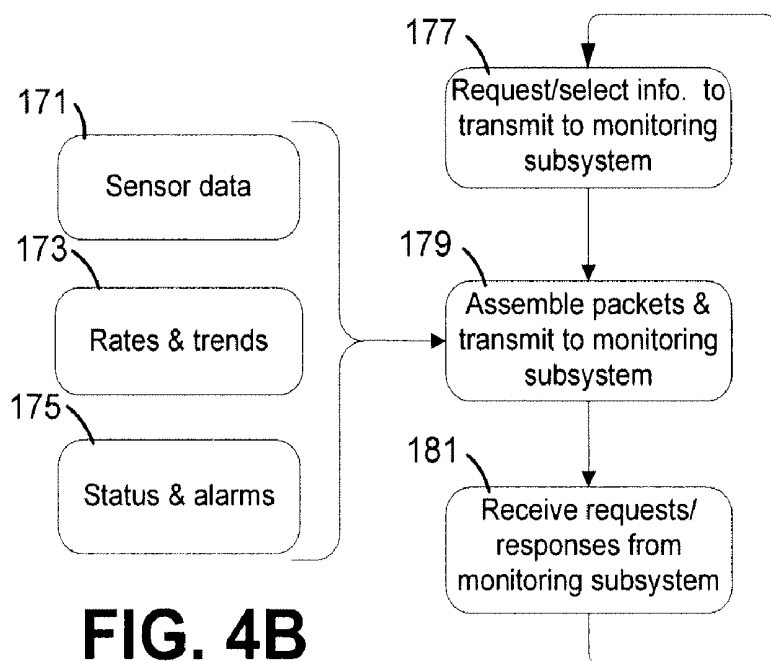 171
Sensor data
173
Rates & trends
175
Status & alarms
177
Request/select info. to
transmit to monitoring
subsystem
179
Assemble packets &
transmit to monitoring
subsystem
181
Receive requests/
responses from
monitoring subsystem
FIG. 4B